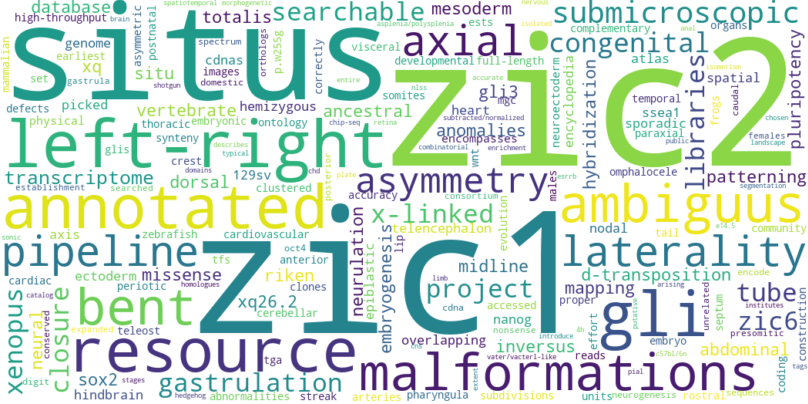 spatiotemporal morphogenetic
nervous
database
brain
asplenia/polysplenia
isolated
searchable
mesoderm
submicroscopic
high-throughput
totalis
ests
anal
isomerism
mammalian
earliest
genome
asymmetric
postnatal
spectrum
orthologs
p.w255g
visceral
complementary
organs
situs
zic2
axial
congenital
xq
cdnas
images
domestic
correctly
developmental
full-length
atlas
set
gastrula
shotgun
situ
entire
accurate
nlss
neuroectoderm
encyclopedia
hybridization
libraries
spatial
pluripotency
defects
picked
vertebrate
hemizygous
somites
gli3
mgc
heart
temporal
frogs
caudal
chosen
physical
embryonic
ancestral
subtracted/normalized
ssea1
sporadic
paraxial
public
females
landscape
left-right
thoracic
ontology
chip-seq
retina
anomalies
encompasses
combinatorial
enrichment
wnt
glis
synteny
describes
typical
chd
esrrb
omphalocele
patterning
transcriptome
crest
domains
plate
posterior
asymmetry
males
segmentation
establishment
searched
dorsal
129sv
clustered
accuracy
consortium
ambiguus
annotated
x-linked
evolution
nodal
tail
e14.5
community
sonic
axis
zebrafish
cardiovascular
neurulation
lip
telencephalon
encode
pipeline
zic1
laterality
tfs
oct4
anterior
epiblastic
embryogenesis
midline
d-transposition
cardiac
ectoderm
missense
riken
clones
project
mapping
unrelated
arising
tube
catalog
periotic
homologues
limb
cdna
accessed
proper
effort
septum
putative
institutes
construction
xenopus
bent
xq26.2
cerebellar
nanog
nonsense
gli
zic6
neural
conserved
expanded
teleost
resource
tga
overlapping
inversus
reads
embryo
presomitic
closure
introduce
c57bl/6n
abdominal
coding
tags
digit
sox2
stages
malformations
vater/vacterl-like
extent
hindbrain
gastrulation
hedgehog
abnormalities
streak
arteries
pharyngula
subdivisions
pial
units
neurogenesis
rostral
sequences